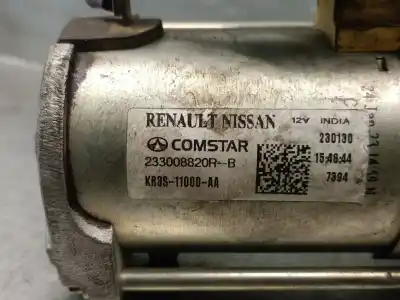 RENAULT NISSAN 12V INDIA
COMSTAR 230130
233008820R--B 15:48:44
KR3S-11000-AA 7394